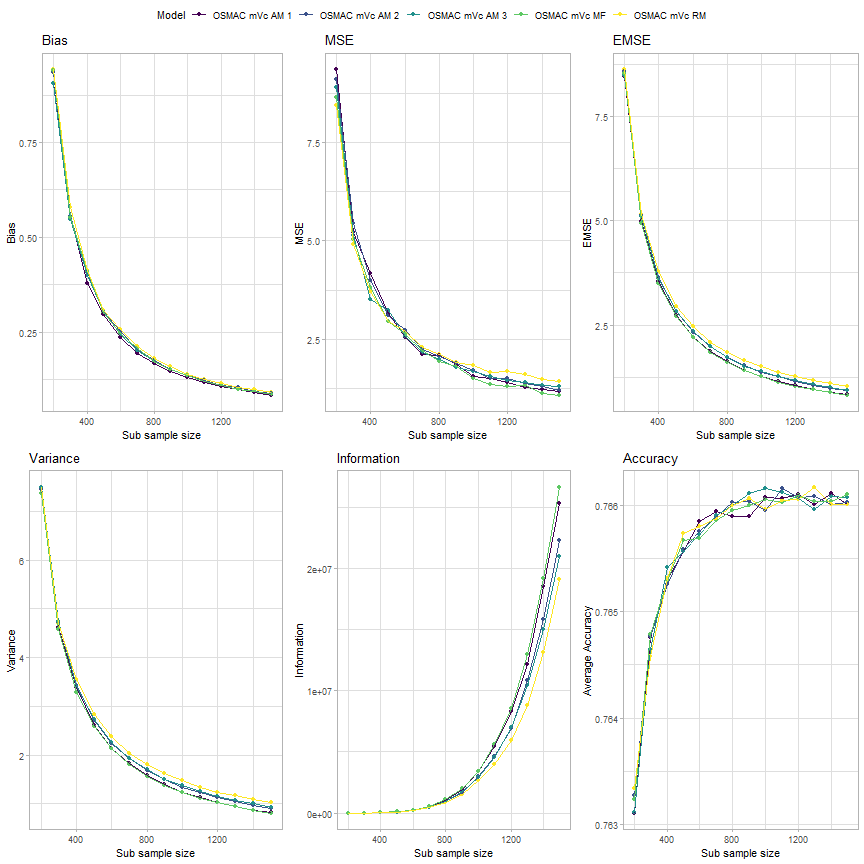 Model OSMAC mVc AM 1 OSMAC mVc AM 2 OSMAC mVc AM 3 OSMAC mVc MF OSMAC mVc RM
Bias
0.75
0.50
0.25
Bias
400 800 1200
Sub sample size
MSE
7.5
5.0
2.5
MSE
400 800 1200
Sub sample size
EMSE
7.5
5.0
2.5
EMSE
400 800 1200
Sub sample size
Variance
6
4
2
Variance
400 800 1200
Sub sample size
Information
2e+07
1e+07
0e+00
Information
400 800 1200
Sub sample size
Accuracy
0.766
0.765
0.764
0.763
Average Accuracy
400 800 1200
Sub sample size